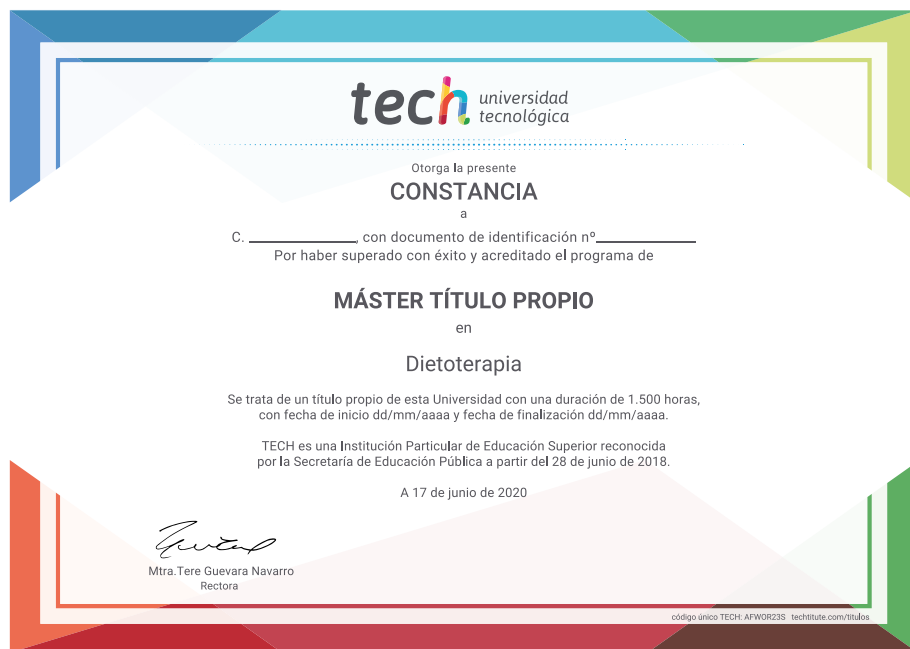 tech universidad
tecnológica
Otorga la presente
CONSTANCIA
a
C. ______________, con documento de identificación nº_____________
Por haber superado con éxito y acreditado el programa de
MÁSTER TÍTULO PROPIO
en
Dietoterapia
Se trata de un título propio de esta Universidad con una duración de 1.500 horas,
con fecha de inicio dd/mm/aaaa y fecha de finalización dd/mm/aaaa.
TECH es una Institución Particular de Educación Superior reconocida
por la Secretaría de Educación Pública a partir del 28 de junio de 2018.
A 17 de junio de 2020
Mtra.Tere Guevara Navarro
Rectora
código único TECH: AFWOR23S techtitute.com/titulos